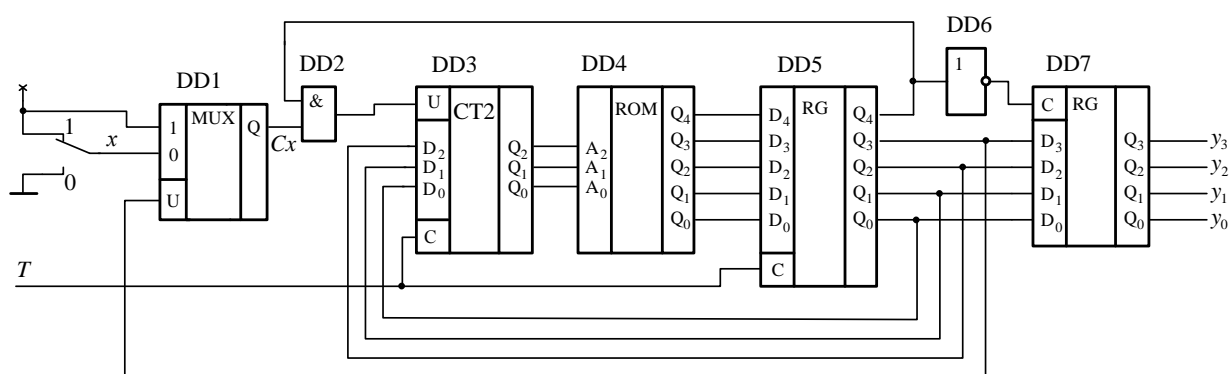 DD6
DD1 DD2 DD3 DD4 DD5 DD7
1
MUX Q & U CT2 ROM RG C RG
1 x 1 Cx
0
U
0
D2 Q2 A2 Q4 D4 Q4
D1 Q1 A1 Q3 D3 Q3 D3 Q3 y3
D0 Q0 A0 Q2 D2 Q2 D2 Q2 y2
Q1 D1 Q1 D1 Q1 y1
C Q0 D0 Q0 D0 Q0 y0
T C